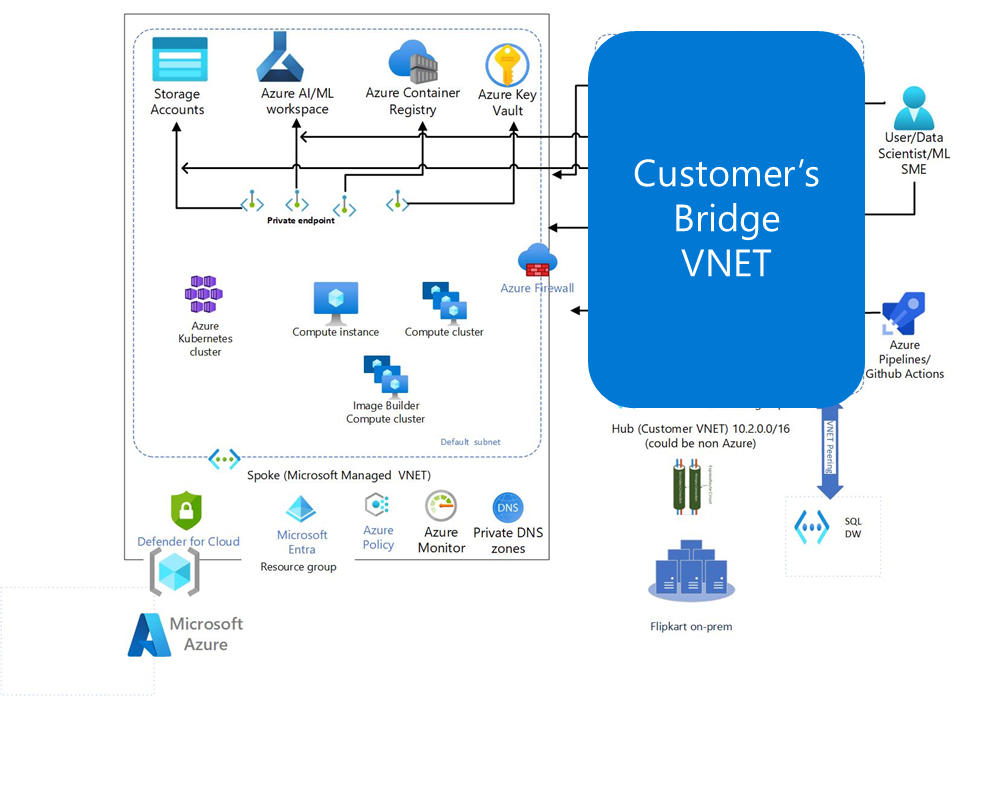 Storage
Accounts
Azure AI/ML
workspace
Azure Container
Registry
Azure Key
Vault
Private endpoint
Customer's
Bridge
VNET
User/Data
Scientist/ML
SME
Azure Firewall
Azure
Kubernetes
cluster
Compute instance
Compute cluster
Image Builder
Compute cluster
Default subnet
Azure
Pipelines/
Github Actions
Hub (Customer VNET) 10.2.0.0/16
(could be non Azure)
VNET Peering
Spoke (Microsoft Managed VNET)
Defender for Cloud
Microsoft
Entra
Azure
Policy
Azure
Monitor
DNS
Private DNS
zones
Resource group
SQL
DW
Flipkart on-prem
Microsoft
Azure